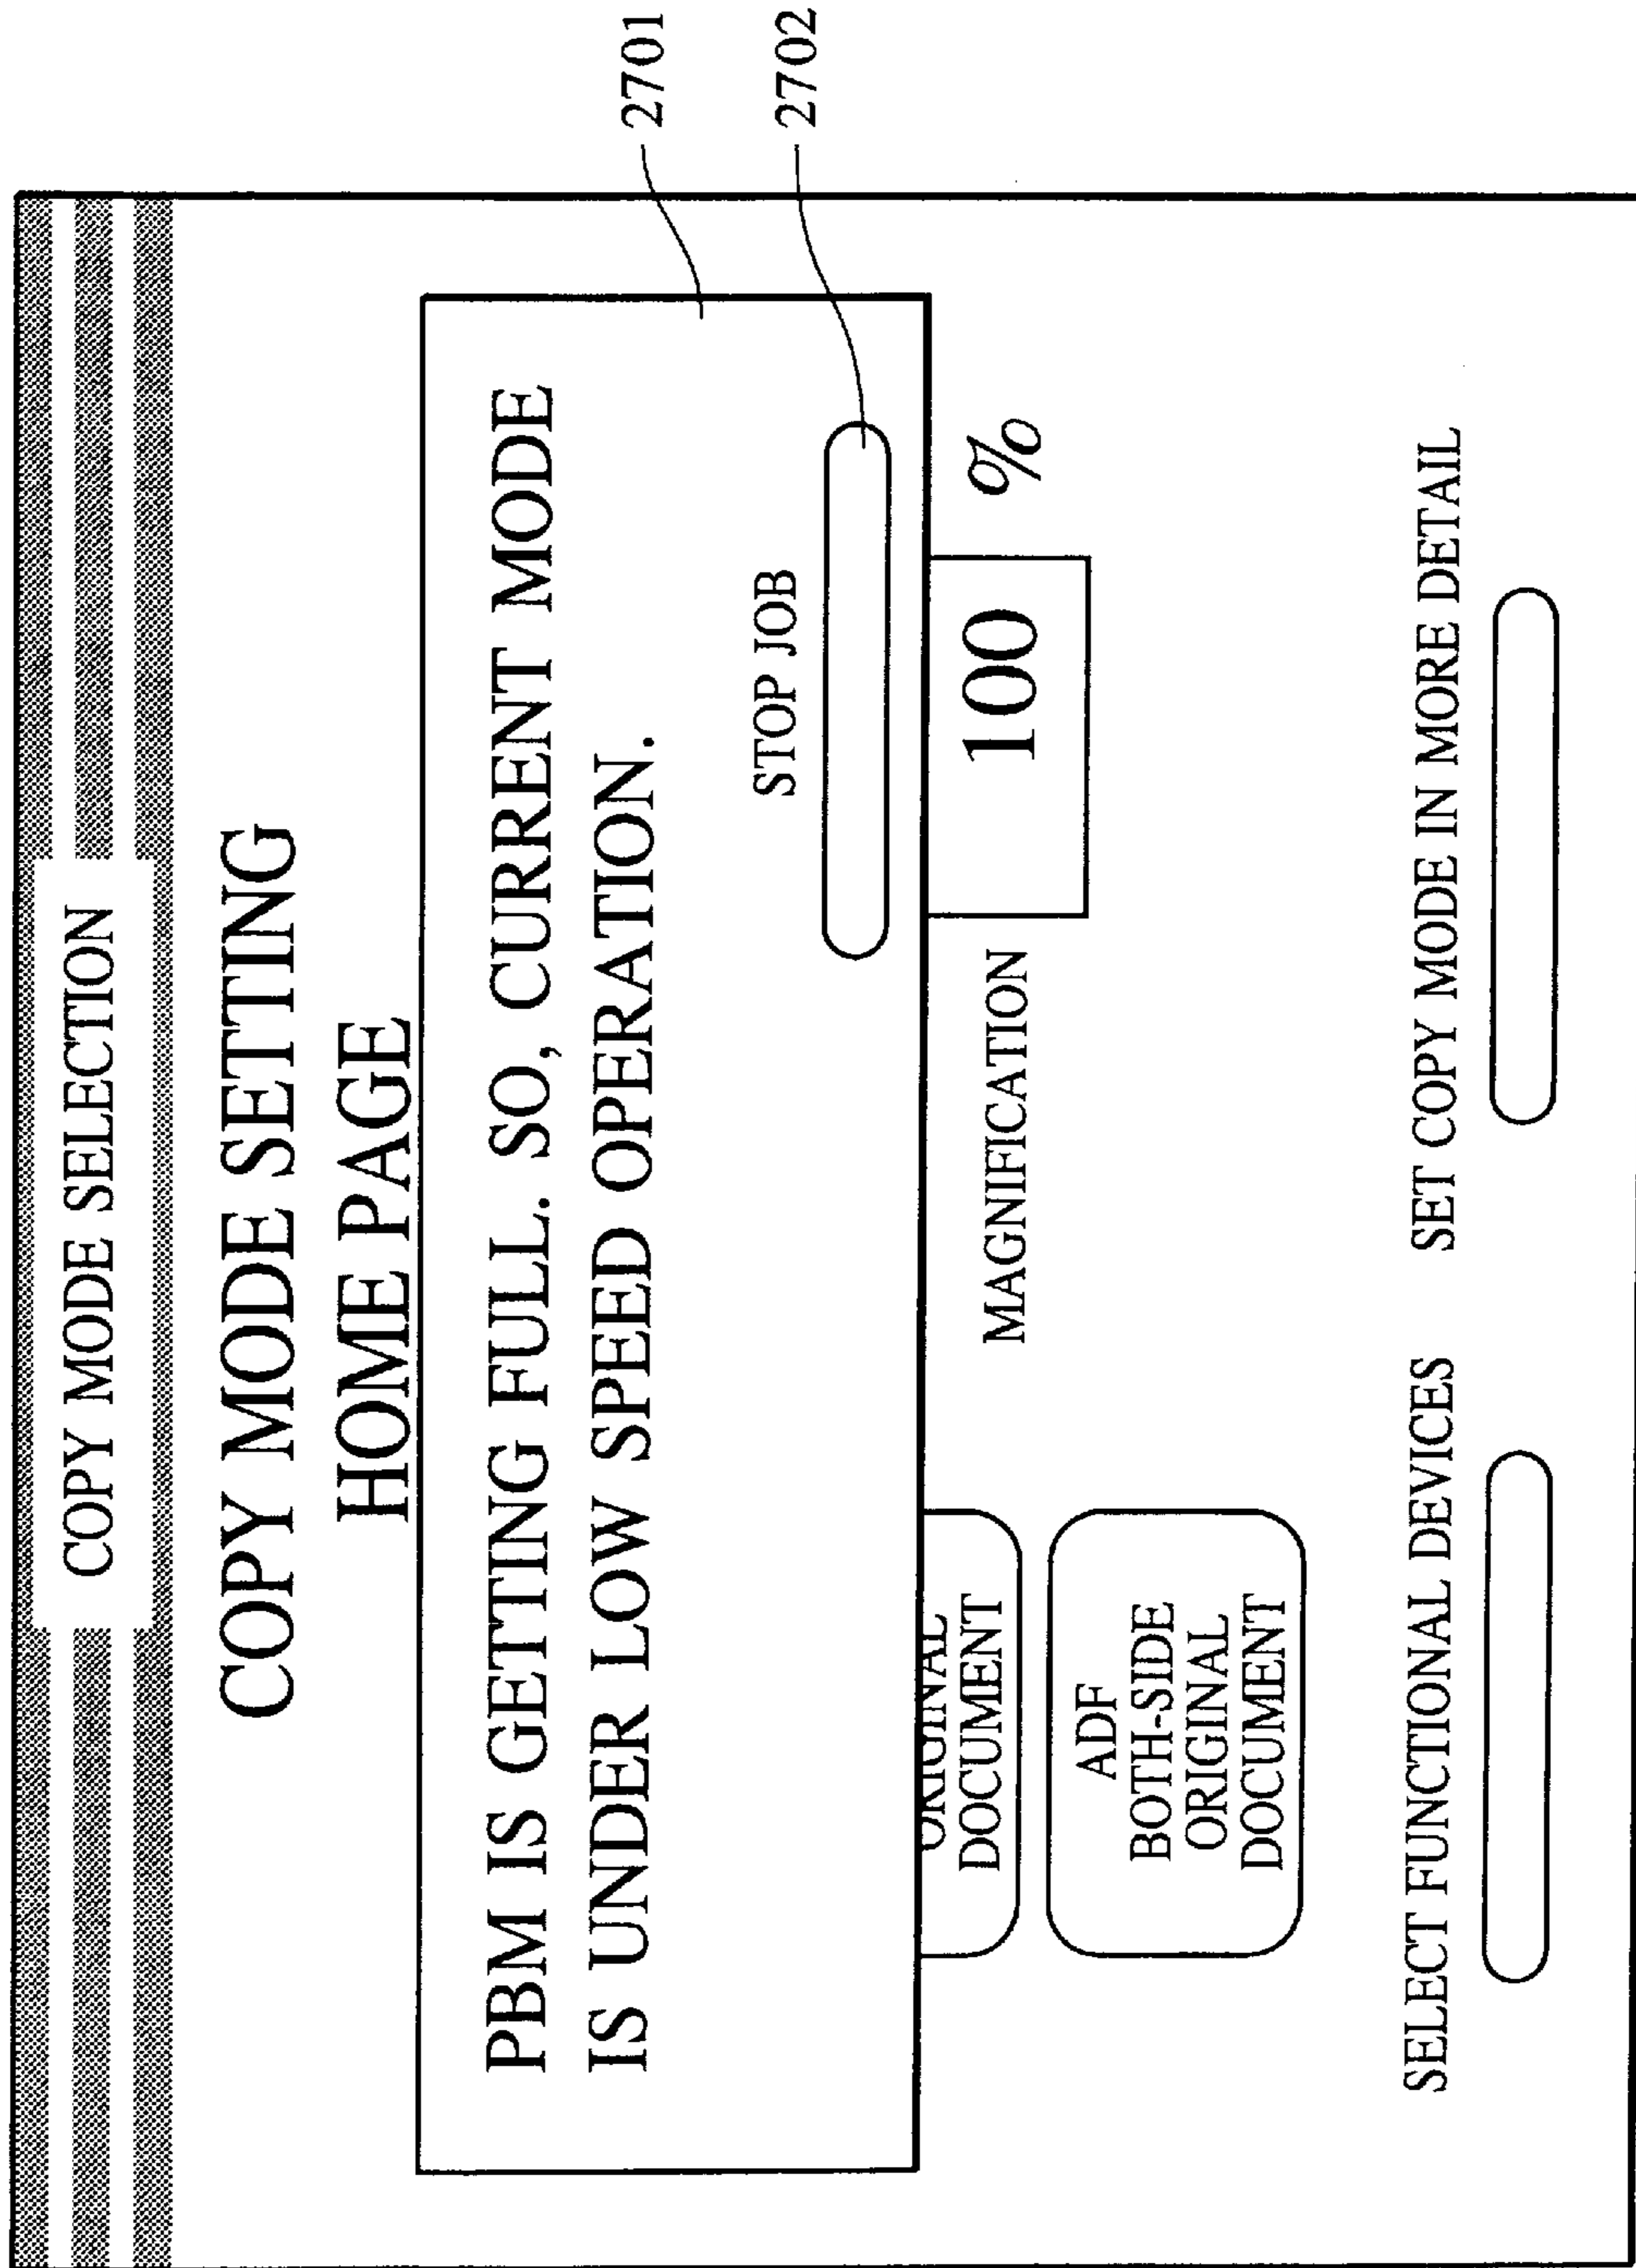 COPY MODE SELECTION
COPY MODE SETTING
HOME PAGE
PBM IS GETTING FULL. SO, CURRENT MODE
IS UNDER LOW SPEED OPERATION.
STOP JOB
2701
2702
ORIGINAL
DOCUMENT
MAGNIFICATION
100 %
ADF
BOTH-SIDE
ORIGINAL
DOCUMENT
SELECT FUNCTIONAL DEVICES
SET COPY MODE IN MORE DETAIL